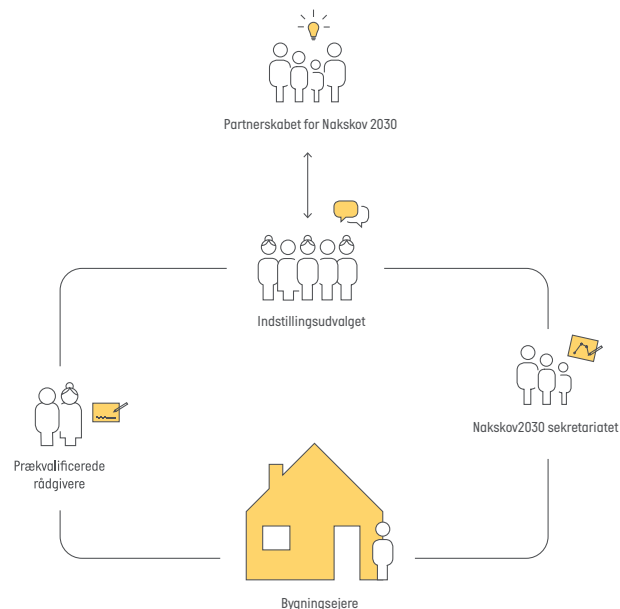 Partnerskabet for Nakskov 2030
Indstillingsudvalget
Nakskov2030 sekretariatet
Prækvalificerede
rådgivere
Bygningsejere